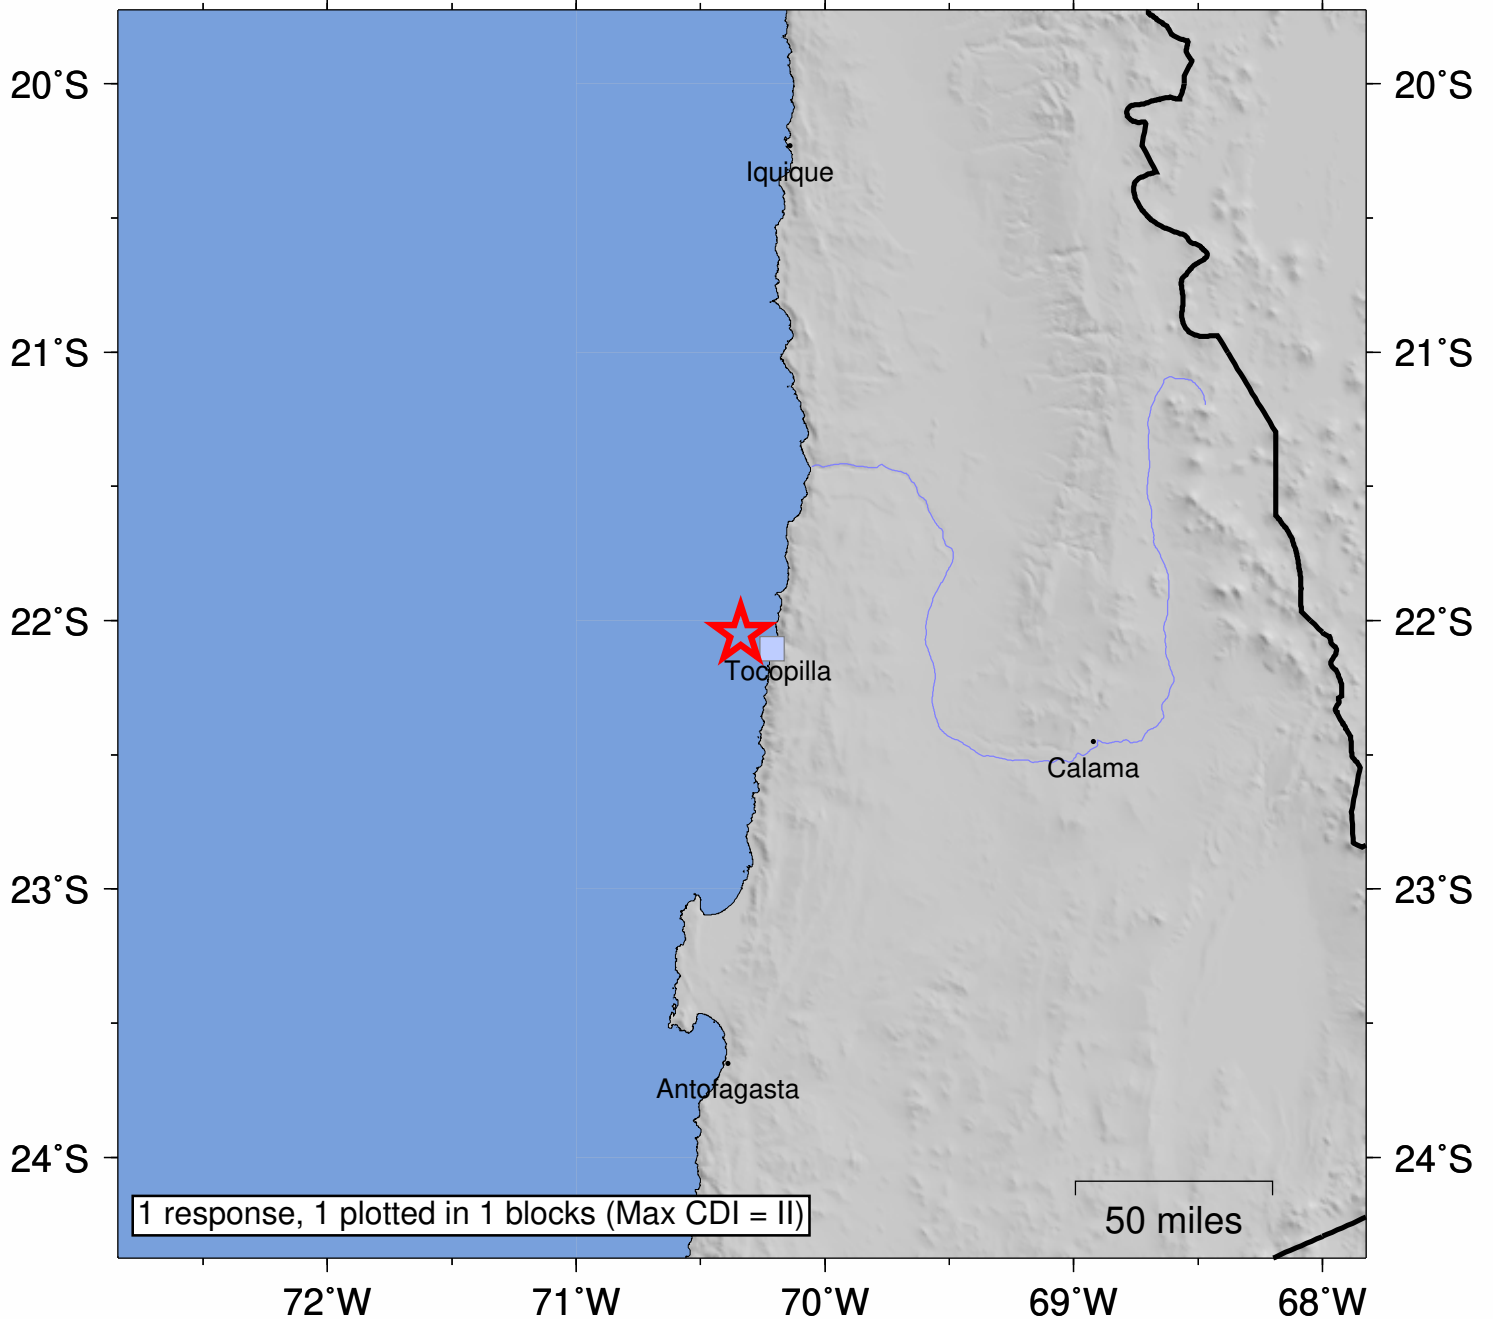 20˚S
20˚S
Iquique
21˚S
21˚S
22˚S
22˚S
Tocopilla
Calama
23˚S
23˚S
Antofagasta
24˚S
24˚S
1 response, 1 plotted in 1 blocks (Max CDI = II)
50 miles
72˚W
71˚W
70˚W
69˚W
68˚W